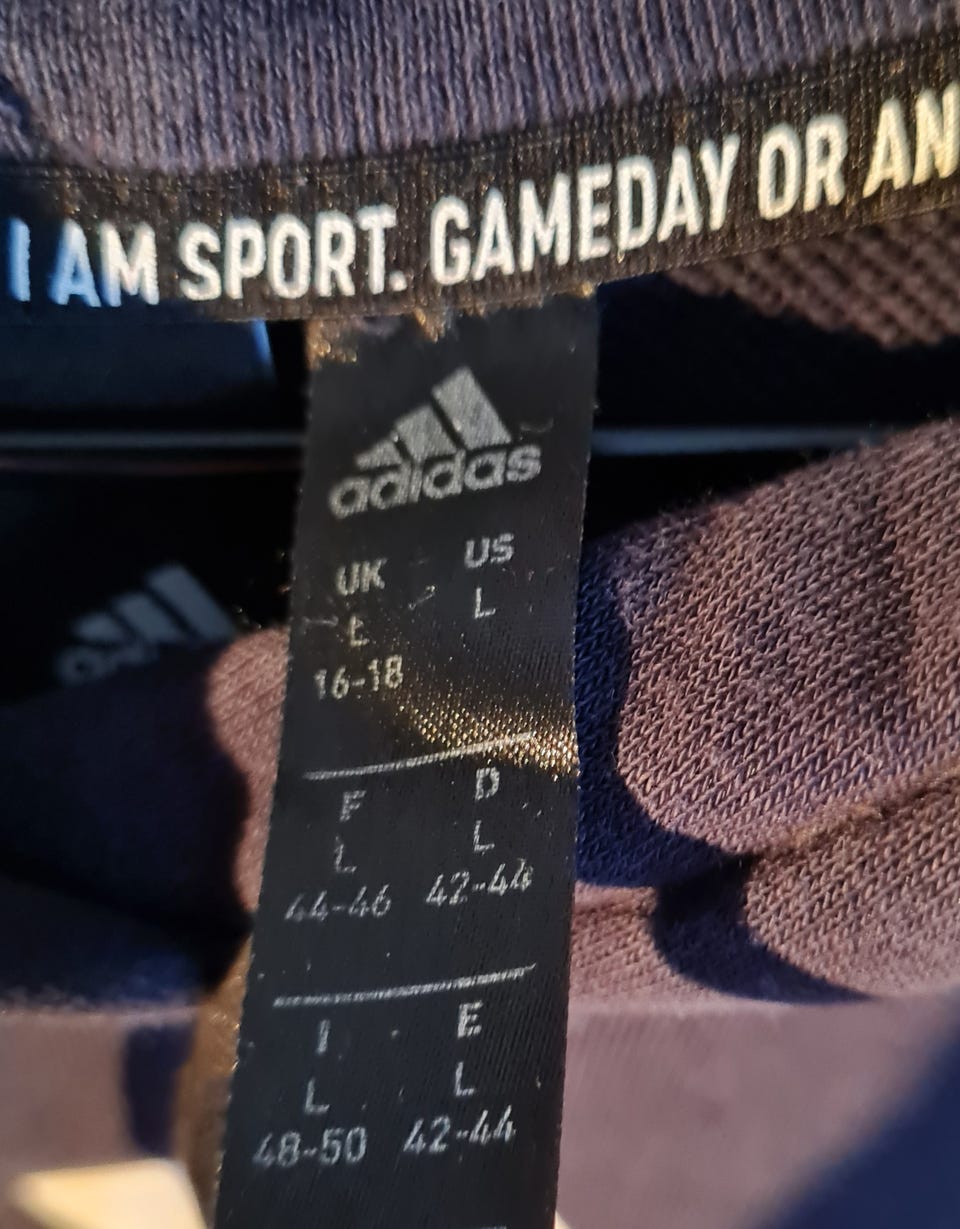 I AM SPORT. GAMEDAY OR AN
adidas
UK US
L L
16-18
F D
L L
44-46 42-44
I E
L L
48-50 42-44